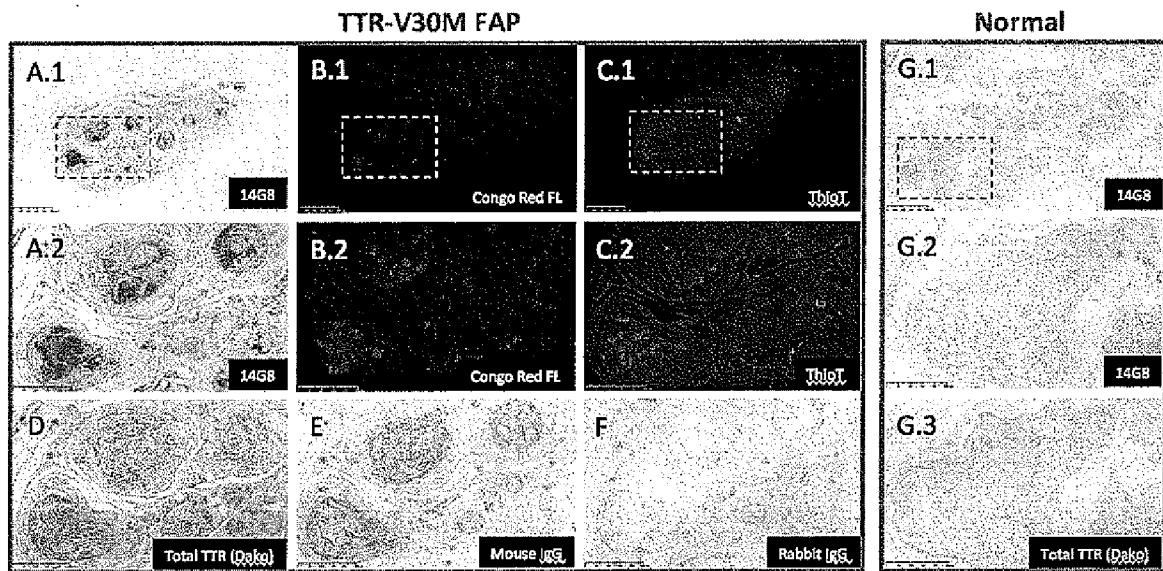 TTR-V30M FAP
Normal
A.1
14G8
B.1
Congo Red FL
C.1
ThioT
G.1
14G8
A.2
14G8
B.2
Congo Red FL
C.2
ThioT
G.2
14G8
D
Total TTR (Dako)
E
Mouse IgG
F
Rabbit IgG
G.3
Total TTR (Dako)